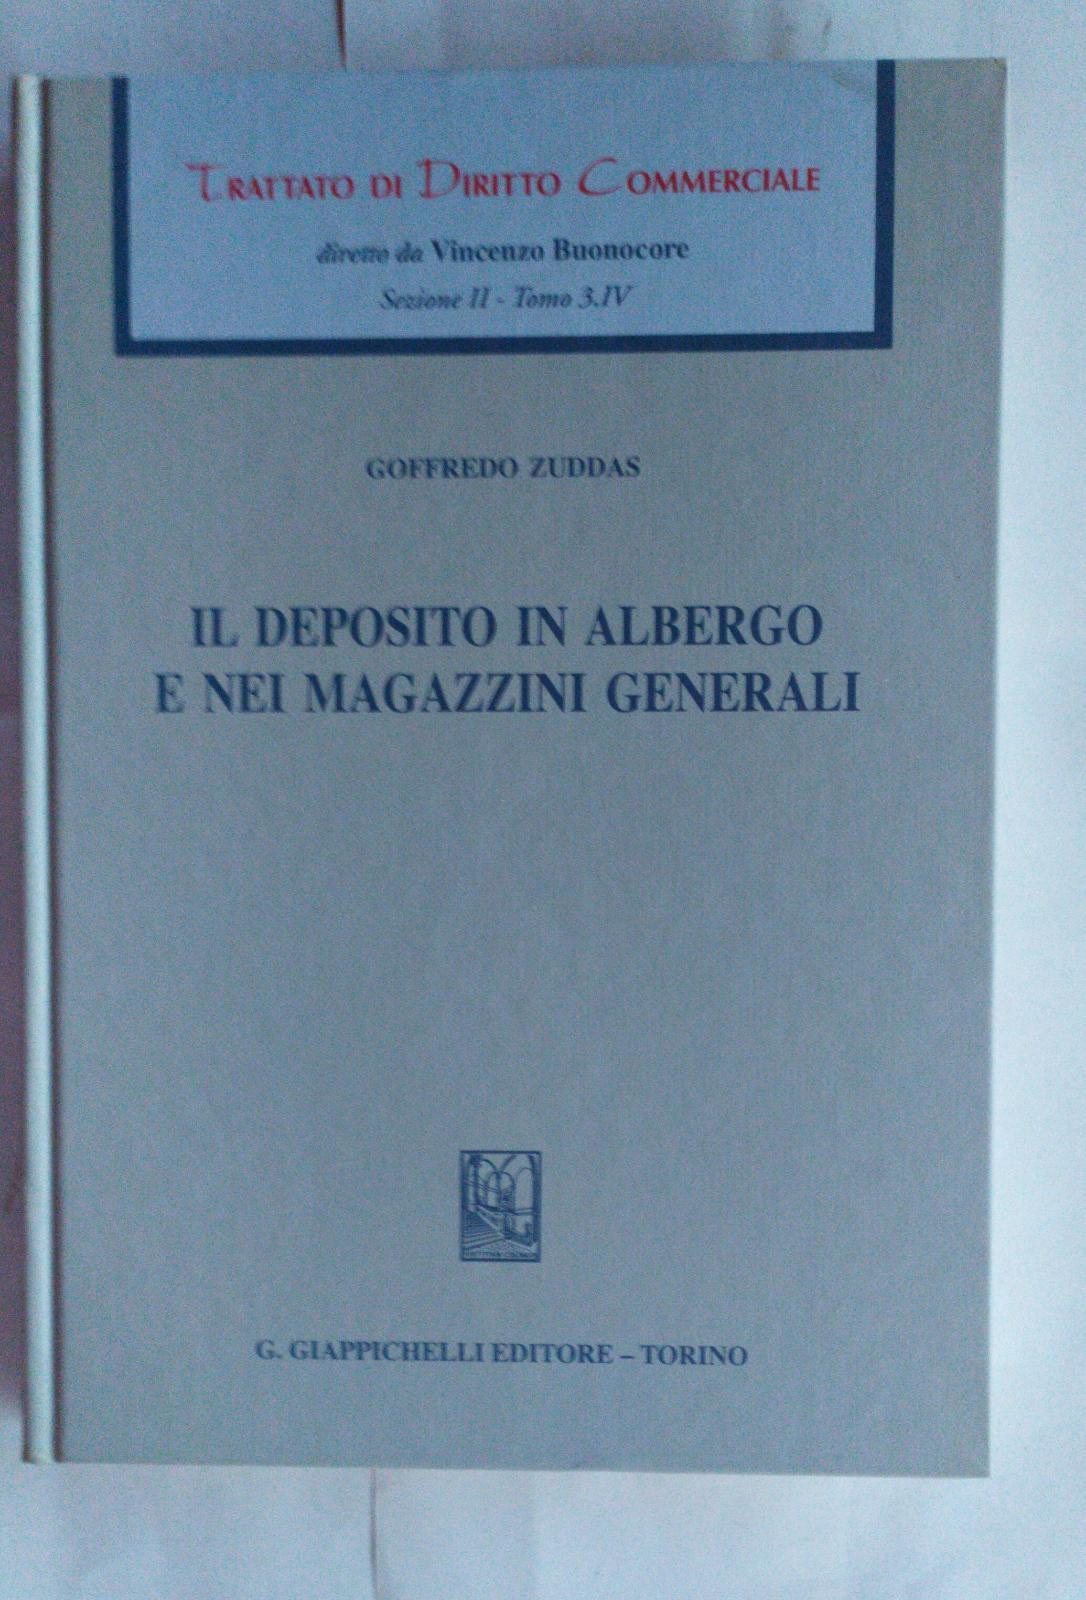 TRATTATO DI DIRITTO COMMERCIALE
diretto da Vincenzo Buonocore
Sezione II - Tomo 3.IV
GOFFREDO ZUDDAS
IL DEPOSITO IN ALBERGO
E NEI MAGAZZINI GENERALI
G. GIAPPICHELLI EDITORE – TORINO